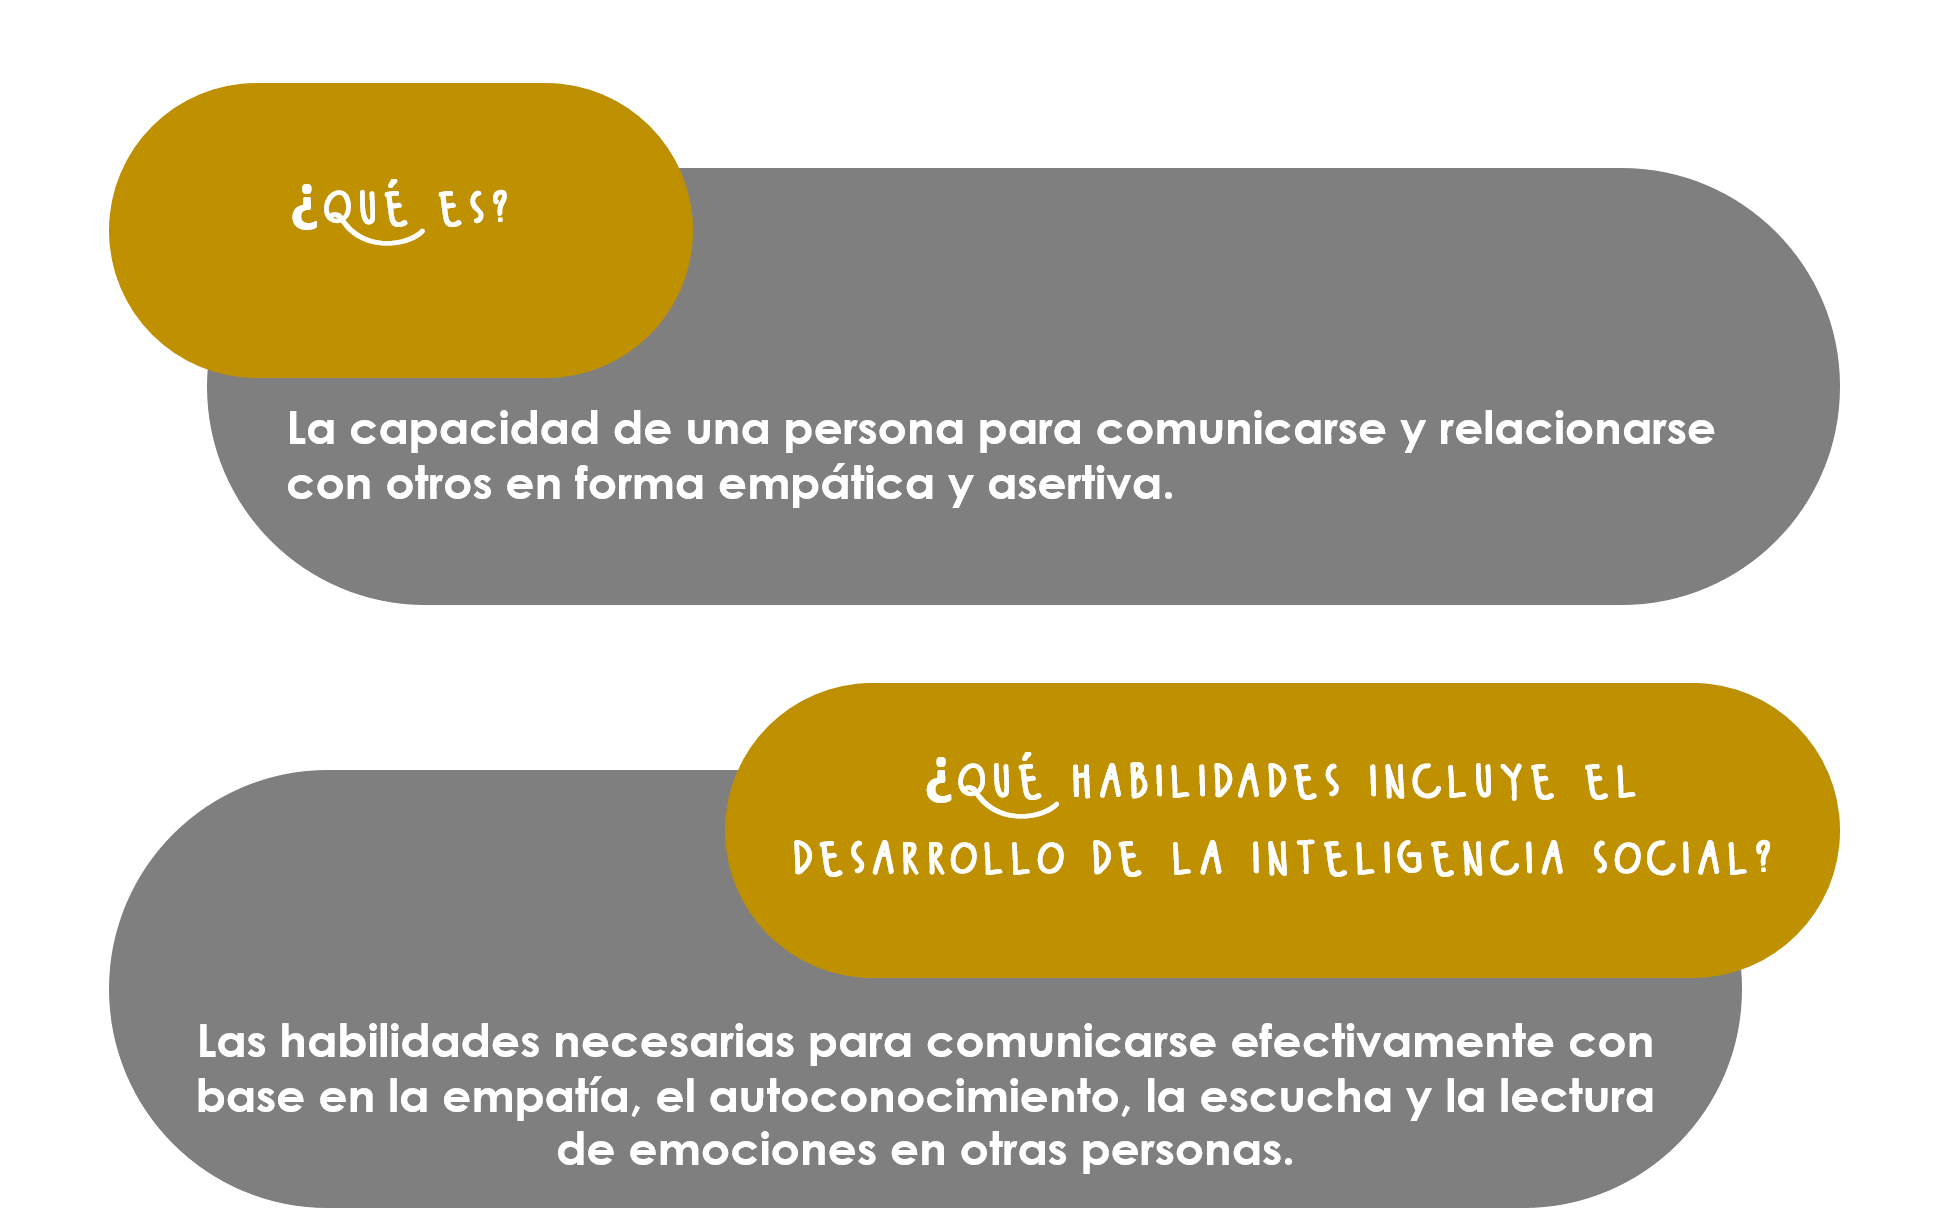 ¿QUÉ ES?
La capacidad de una persona para comunicarse y relacionarse
con otros en forma empática y asertiva.
¿QUÉ HABILIDADES INCLUYE EL
DESARROLLO DE LA INTELIGENCIA SOCIAL?
Las habilidades necesarias para comunicarse efectivamente con
base en la empatía, el autoconocimiento, la escucha y la lectura
de emociones en otras personas.